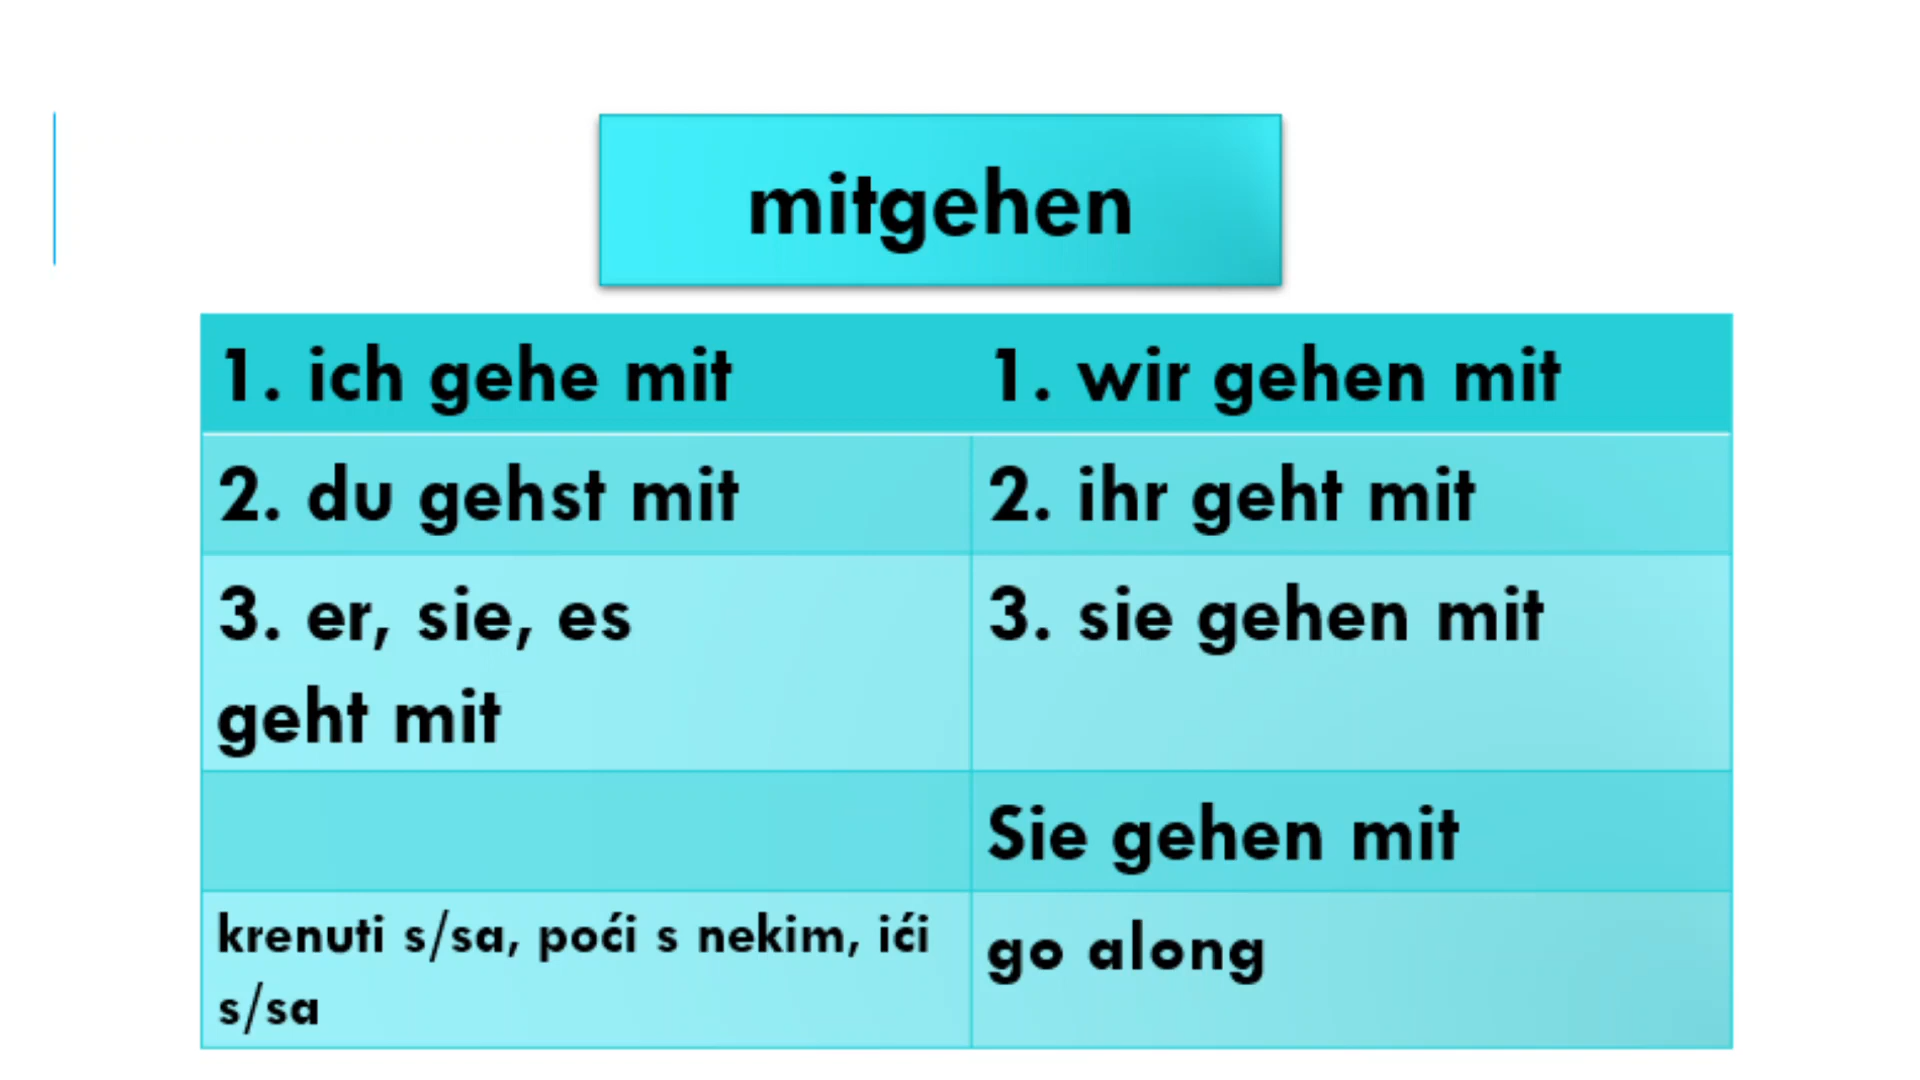 mitgehen
1. ich gehe mit
1. wir gehen mit
2. du gehst mit
2. ihr geht mit
3. er, sie, es
geht mit
3. sie gehen mit
Sie gehen mit
krenuti s/sa, poći s nekim, ići
s/sa
go along